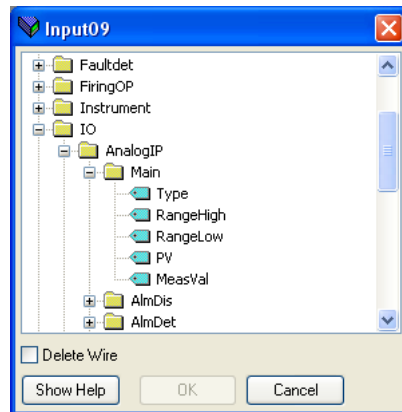 Input09
Faultdet
FiringOP
Instrument
IO
AnalogIP
Main
Type
RangeHigh
RangeLow
PV
MeasVal
AlmDis
AlmDet
Delete Wire
Show Help OK Cancel